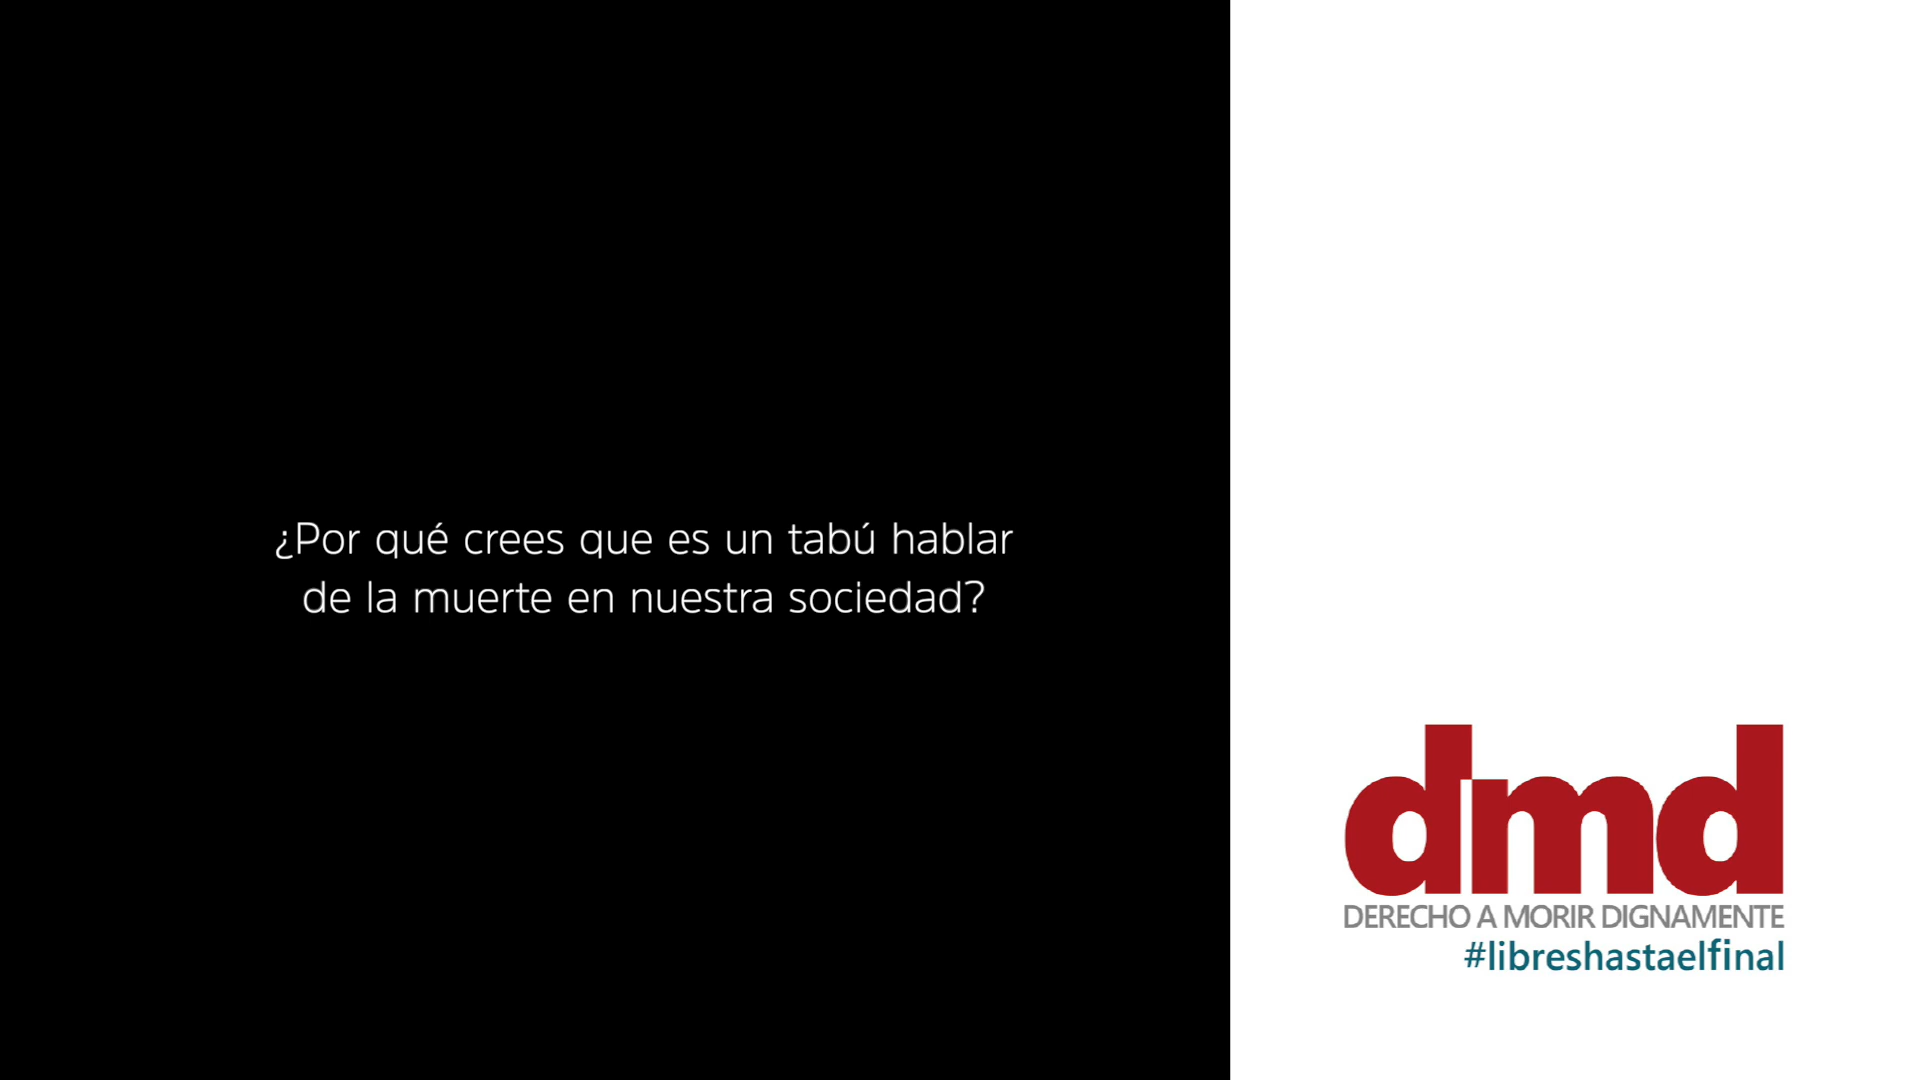 ¿Por qué crees que es un tabú hablar
de la muerte en nuestra sociedad?
dmd
DERECHO A MORIR DIGNAMENTE
#libreshastaelfinal